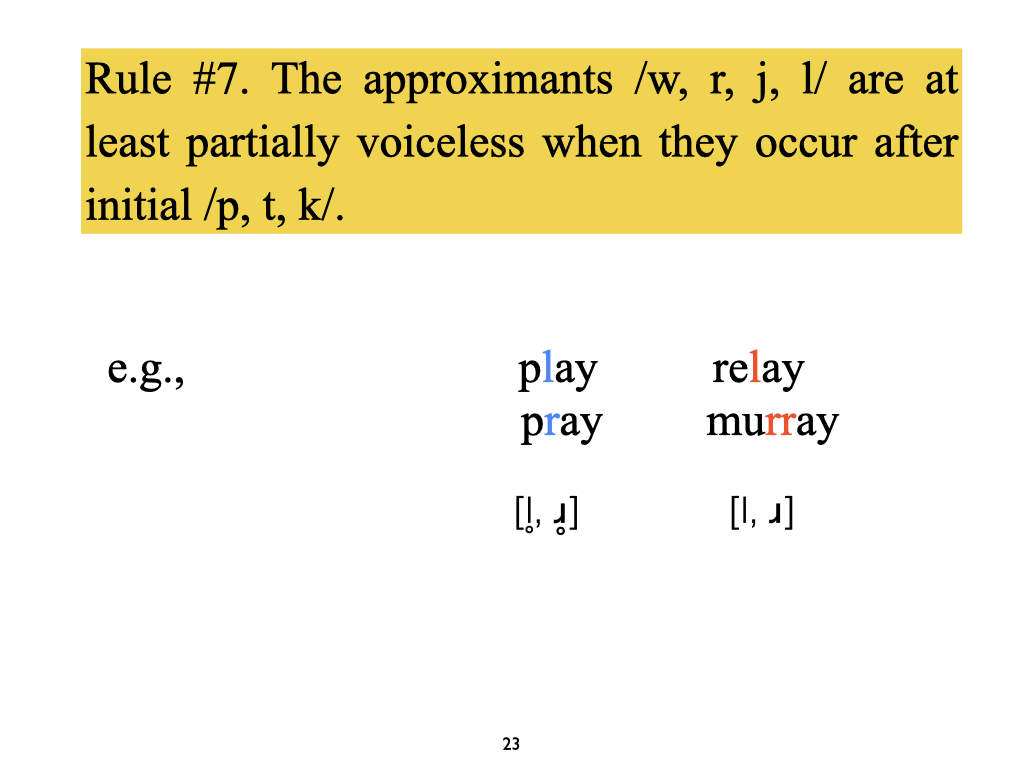 Rule #7. The approximants /w, r, j, l/ are at
least partially voiceless when they occur after
initial /p, t, k/.
e.g., play relay
pray murray
[l̥, ɹ̥] [l, ɹ]
23